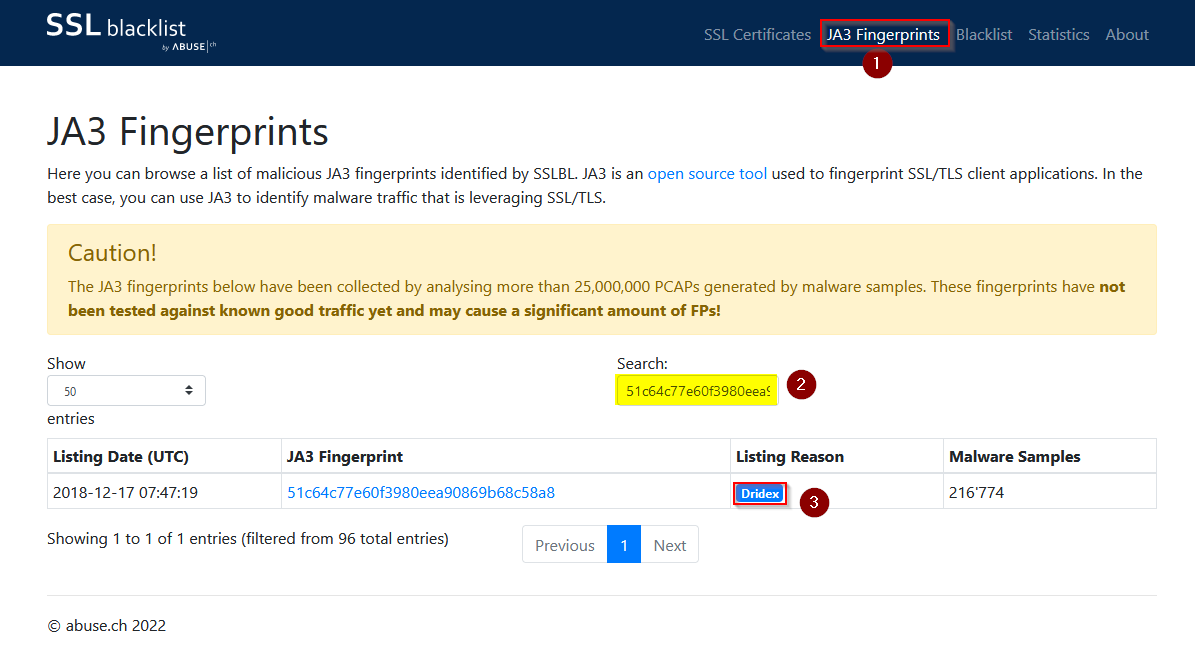 SSL blacklist
by ABUSE|ch
SSL Certificates JA3 Fingerprints Blacklist Statistics About
1
JA3 Fingerprints
Here you can browse a list of malicious JA3 fingerprints identified by SSLBL. JA3 is an open source tool used to fingerprint SSL/TLS client applications. In the
best case, you can use JA3 to identify malware traffic that is leveraging SSL/TLS.
Caution!
The JA3 fingerprints below have been collected by analysing more than 25,000,000 PCAPs generated by malware samples. These fingerprints have not
been tested against known good traffic yet and may cause a significant amount of FPs!
Show Search:
50 51c64c77e60f3980eea9 2
entries
Listing Date (UTC) JA3 Fingerprint Listing Reason Malware Samples
2018-12-17 07:47:19 51c64c77e60f3980eea90869b68c58a8 Dridex 216'774
3
Showing 1 to 1 of 1 entries (filtered from 96 total entries) Previous 1 Next
© abuse.ch 2022